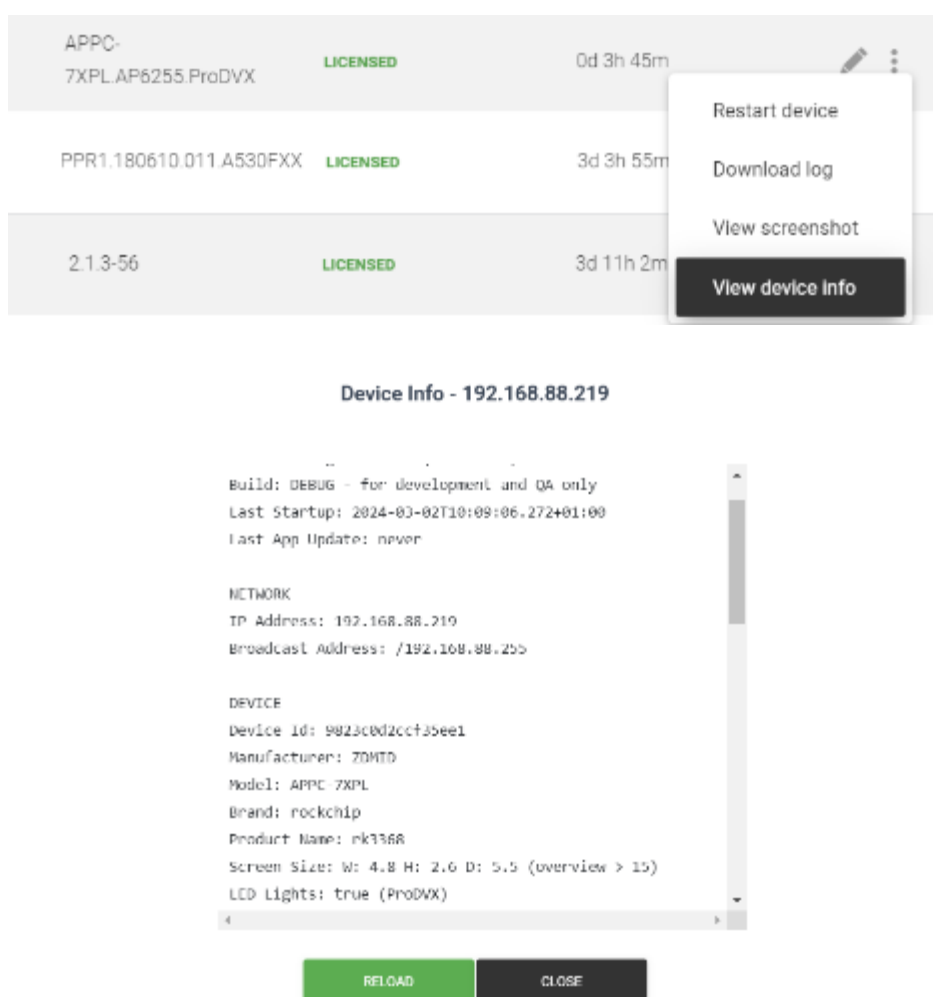 APPC-
7XPL.AP6255.ProDVX LICENSED 0d 3h 45m
Restart device
PPR1.180610.011.A530FXX LICENSED 3d 3h 55m
Download log
View screenshot
2.1.3-56 LICENSED 3d 11h 2m
View device info
Device Info - 192.168.88.219
Build: DEBUG - for development and QA only
Last Startup: 2024-03-02T10:09:06.272+01:00
Last App Update: never
NETWORK
IP Address: 192.168.88.219
Broadcast Address: /192.168.88.255
DEVICE
Device Id: 9823c0d2ccf35ee1
Manufacturer: ZDMID
Model: APPC-7XPL
Brand: rockchip
Product Name: rk3368
Screen Size: W: 4.8 H: 2.6 D: 5.5 (overview > 15)
LED Lights: true (ProDVX)
RELOAD CLOSE